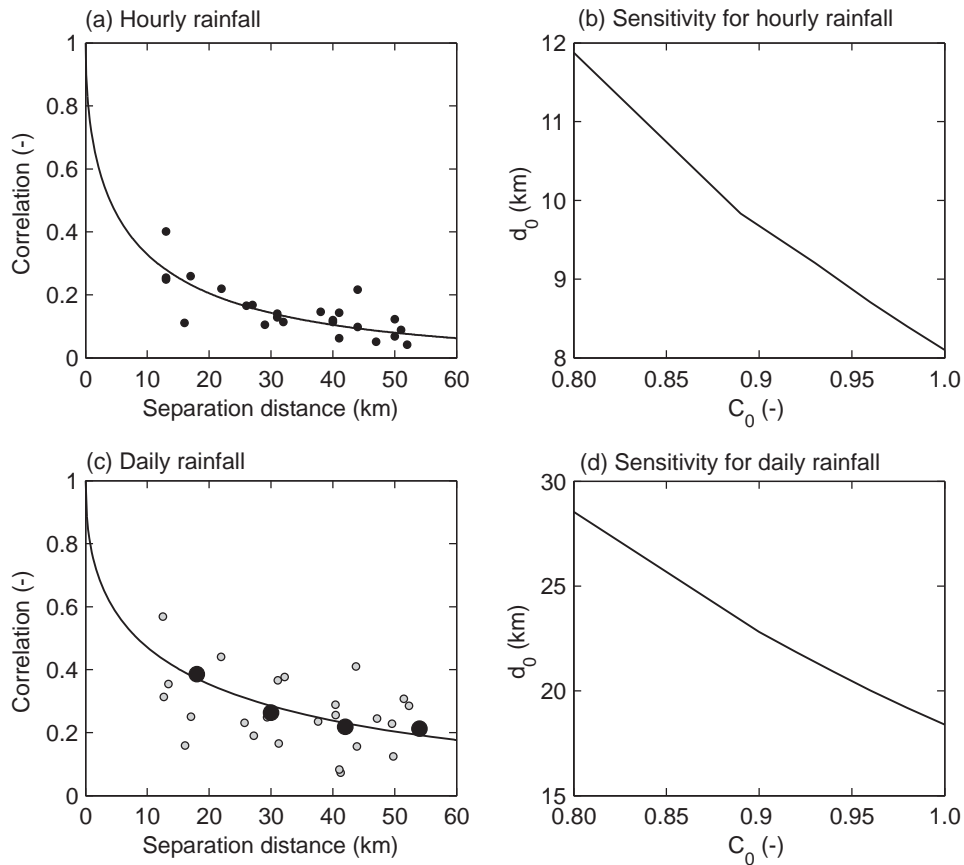 (a) Hourly rainfall
1
0.8
0.6
0.4
0.2
0
0 10 20 30 40 50 60
Correlation (-)
Separation distance (km)
(b) Sensitivity for hourly rainfall
12
11
10
9
8
0.80 0.85 0.9 0.95 1.0
d_0 (km)
C_0 (-)
(c) Daily rainfall
1
0.8
0.6
0.4
0.2
0
0 10 20 30 40 50 60
Correlation (-)
Separation distance (km)
(d) Sensitivity for daily rainfall
30
25
20
15
0.80 0.85 0.9 0.95 1.0
d_0 (km)
C_0 (-)